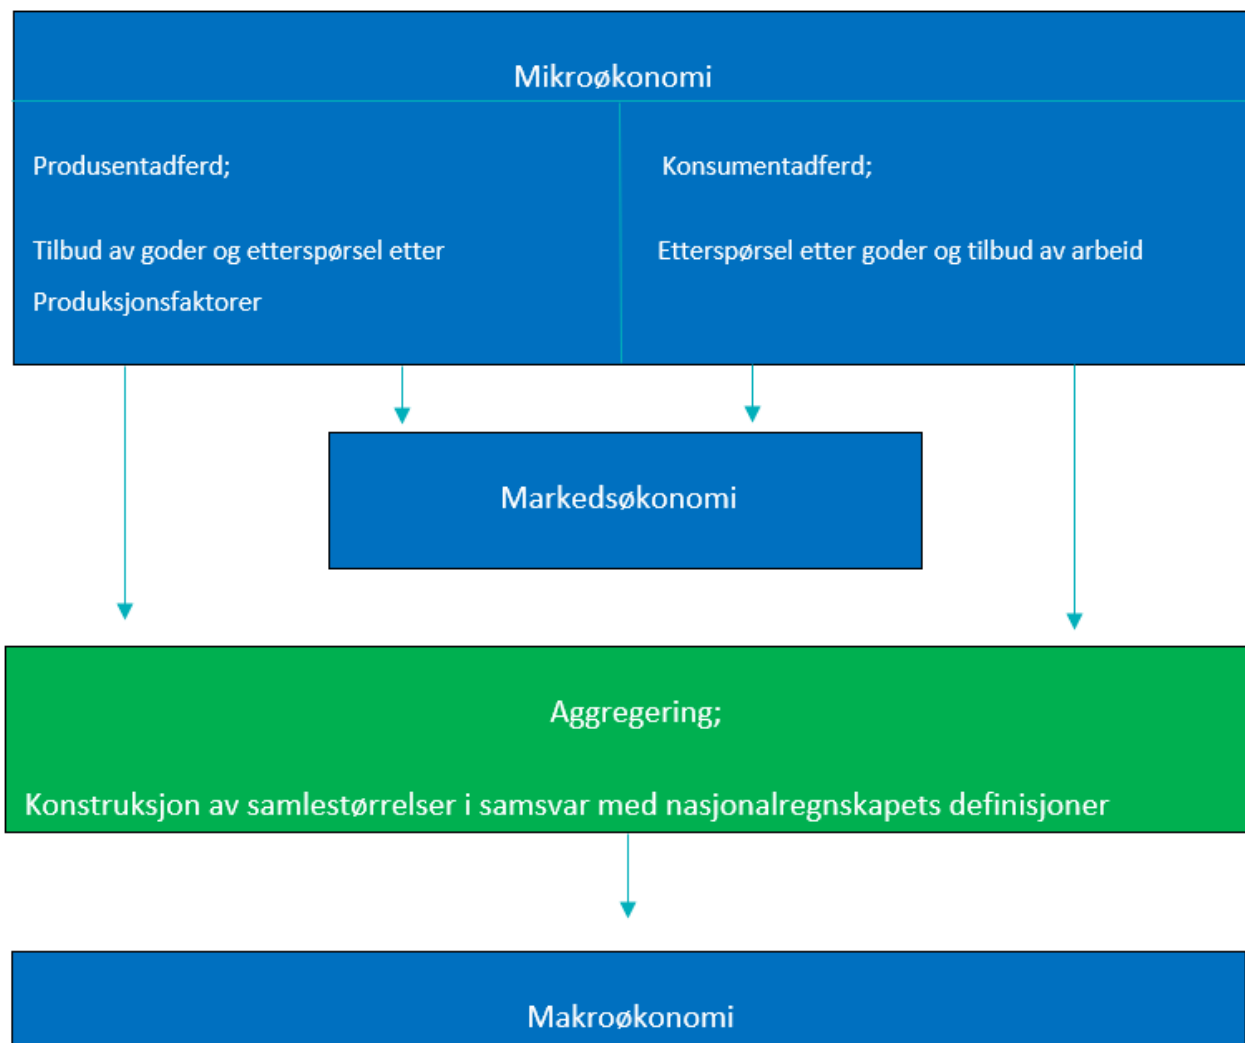 Mikroøkonomi
Produsentadferd;
Konsumentadferd;
Tilbud av goder og etterspørsel etter
Produksjonsfaktorer
Etterspørsel etter goder og tilbud av arbeid
Markedsøkonomi
Aggregering;
Konstruksjon av samlestørrelser i samsvar med nasjonalregnskapets definisjoner
Makroøkonomi